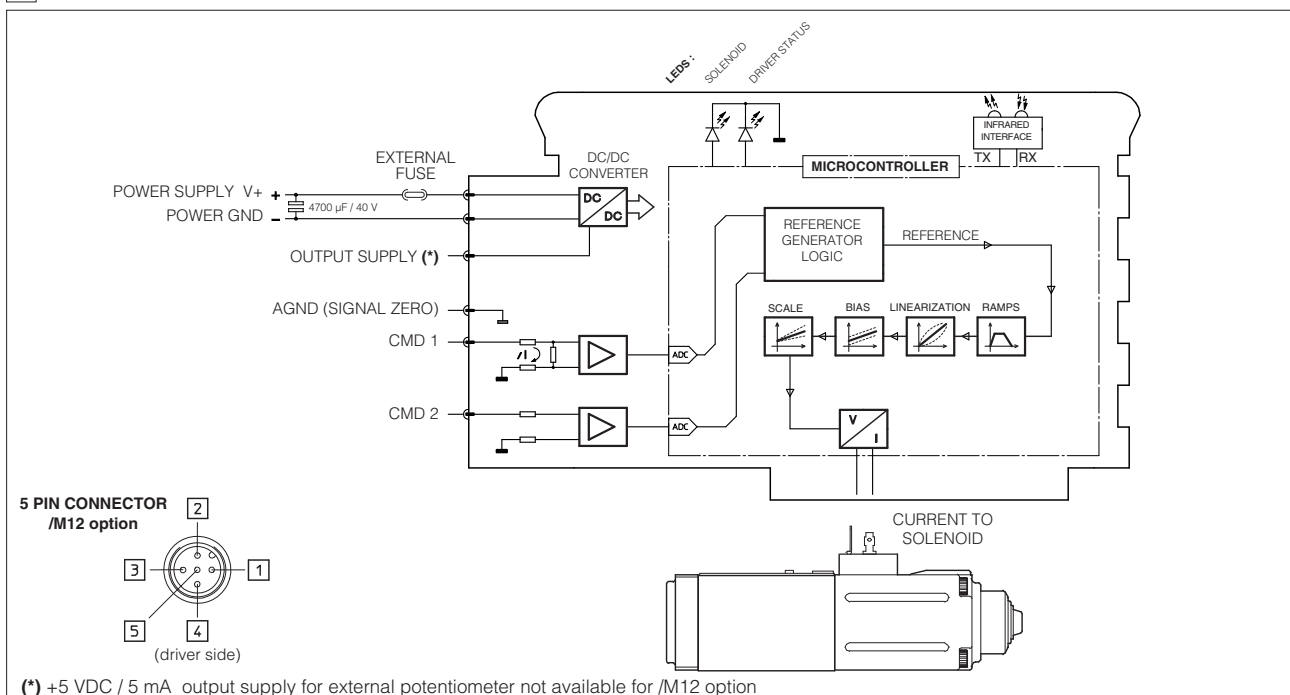 LEDS :
SOLENOID
DRIVER STATUS
INFRARED
INTERFACE
TX
RX
MICROCONTROLLER
EXTERNAL
FUSE
DC/DC
CONVERTER
POWER SUPPLY V+ +
4700 µF / 40 V
POWER GND −
DC
DC
OUTPUT SUPPLY (*)
REFERENCE
GENERATOR
LOGIC
REFERENCE
AGND (SIGNAL ZERO)
CMD 1
/I
ADC
SCALE
BIAS
LINEARIZATION
RAMPS
CMD 2
ADC
V
I
5 PIN CONNECTOR
/M12 option
2
3
1
5
4
(driver side)
CURRENT TO
SOLENOID
(*) +5 VDC / 5 mA output supply for external potentiometer not available for /M12 option